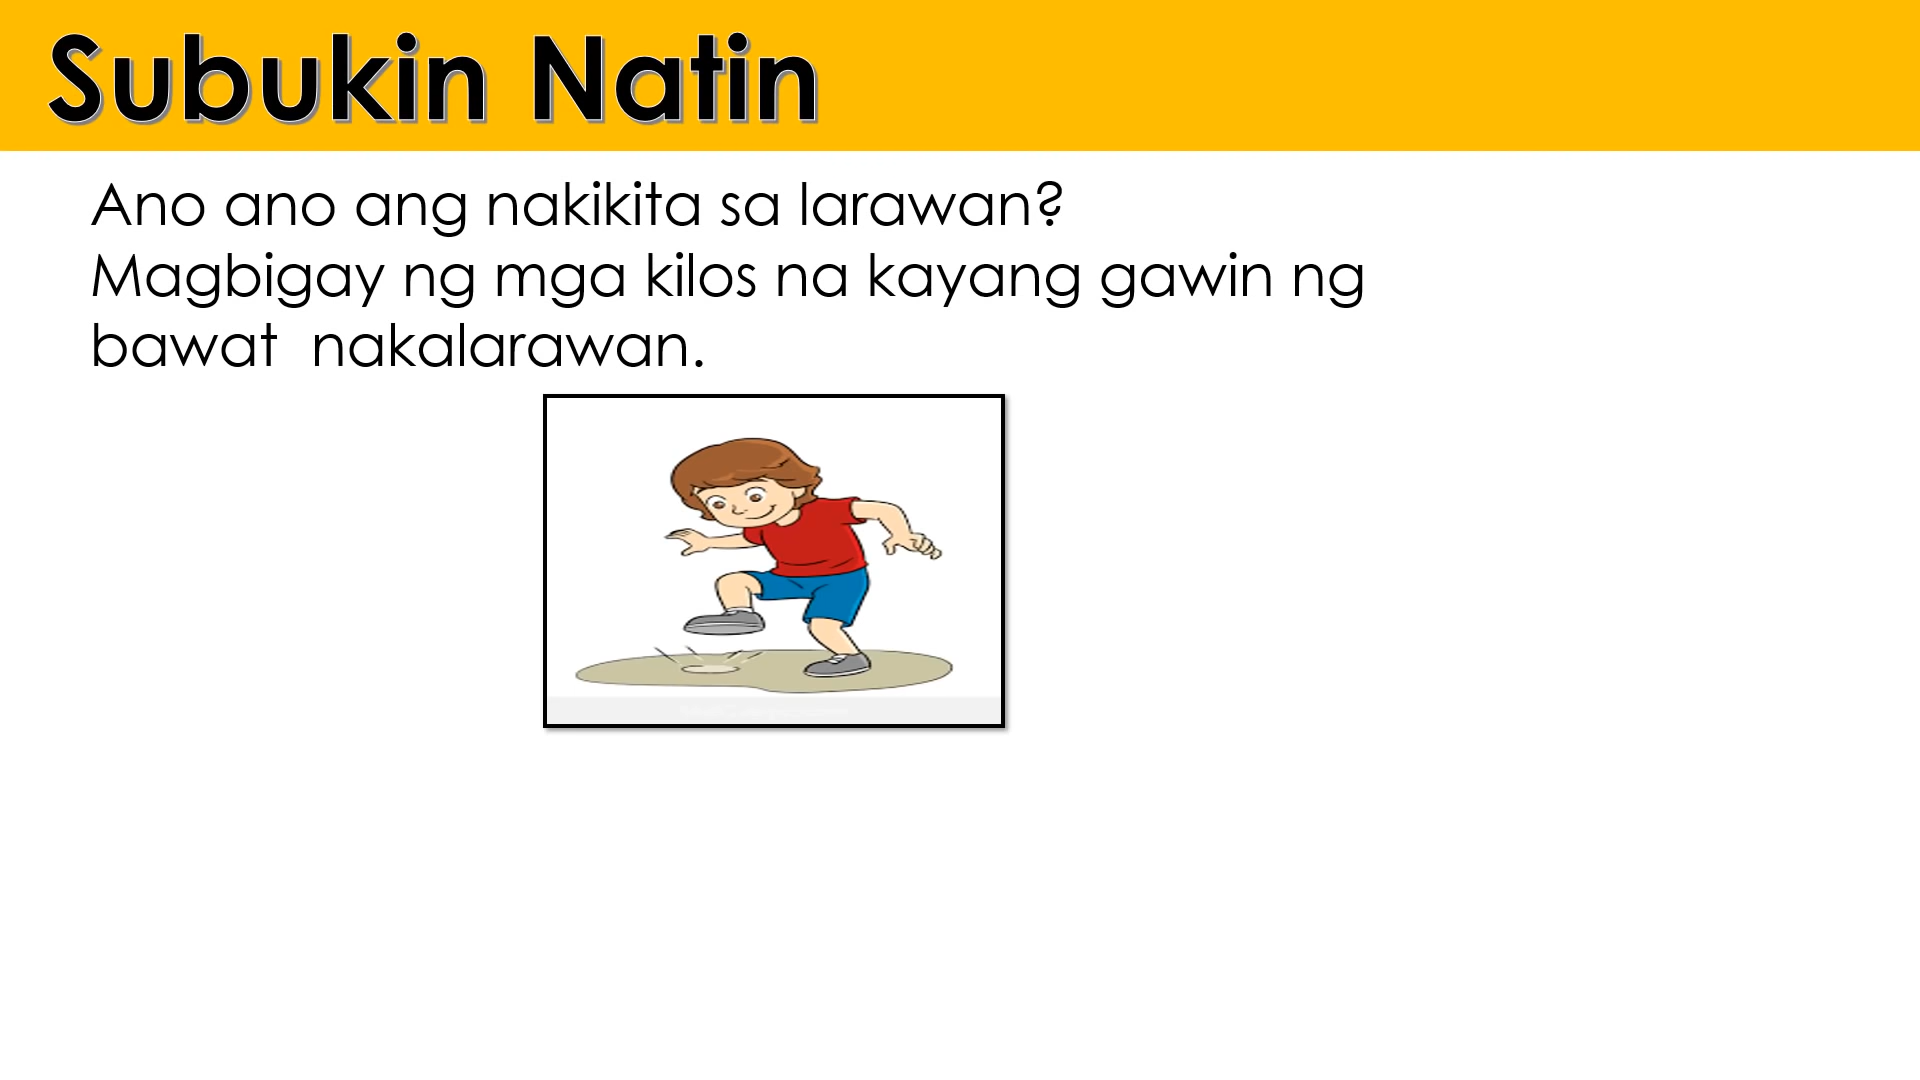 Subukin Natin
Ano ano ang nakikita sa larawan?
Magbigay ng mga kilos na kayang gawin ng
bawat  nakalarawan.